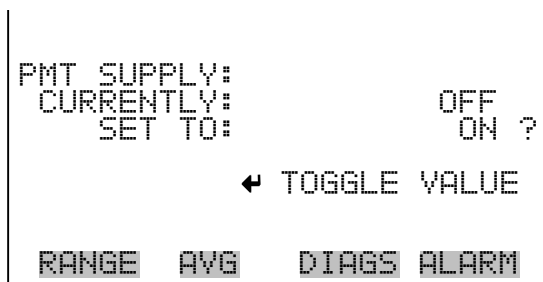 PMT SUPPLY:
CURRENTLY: OFF
SET TO: ON ?
↵ TOGGLE VALUE
RANGE AVG DIAGS ALARM